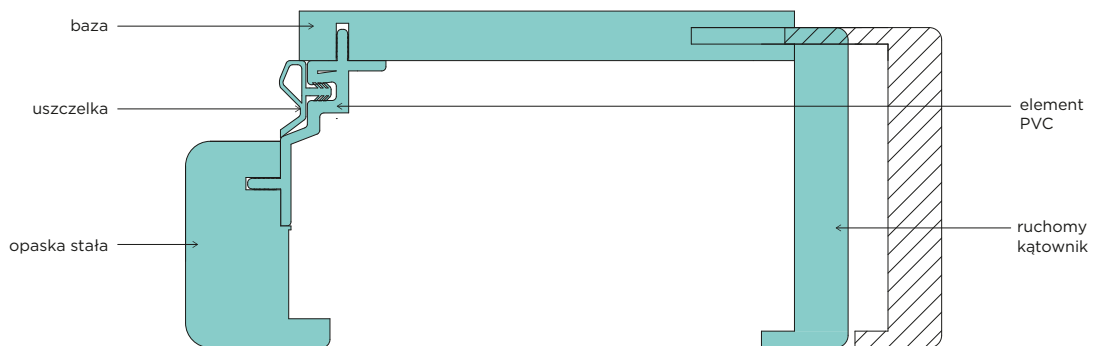 baza
uszczelka
opaska stała
element
PVC
ruchomy
kątownik